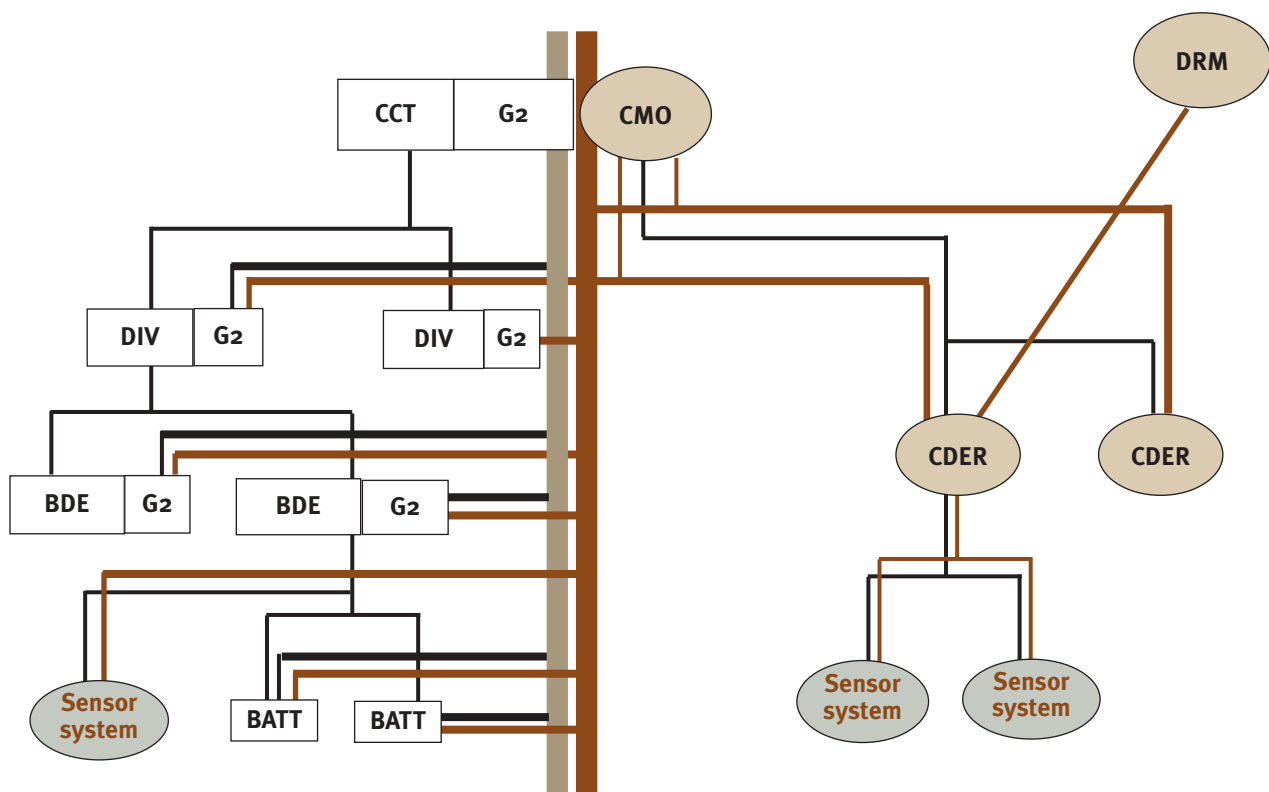 DRM
CCT
G2
CMO
DIV
G2
DIV
G2
CDER
CDER
BDE
G2
BDE
G2
Sensor
system
BATT
BATT
Sensor
system
Sensor
system